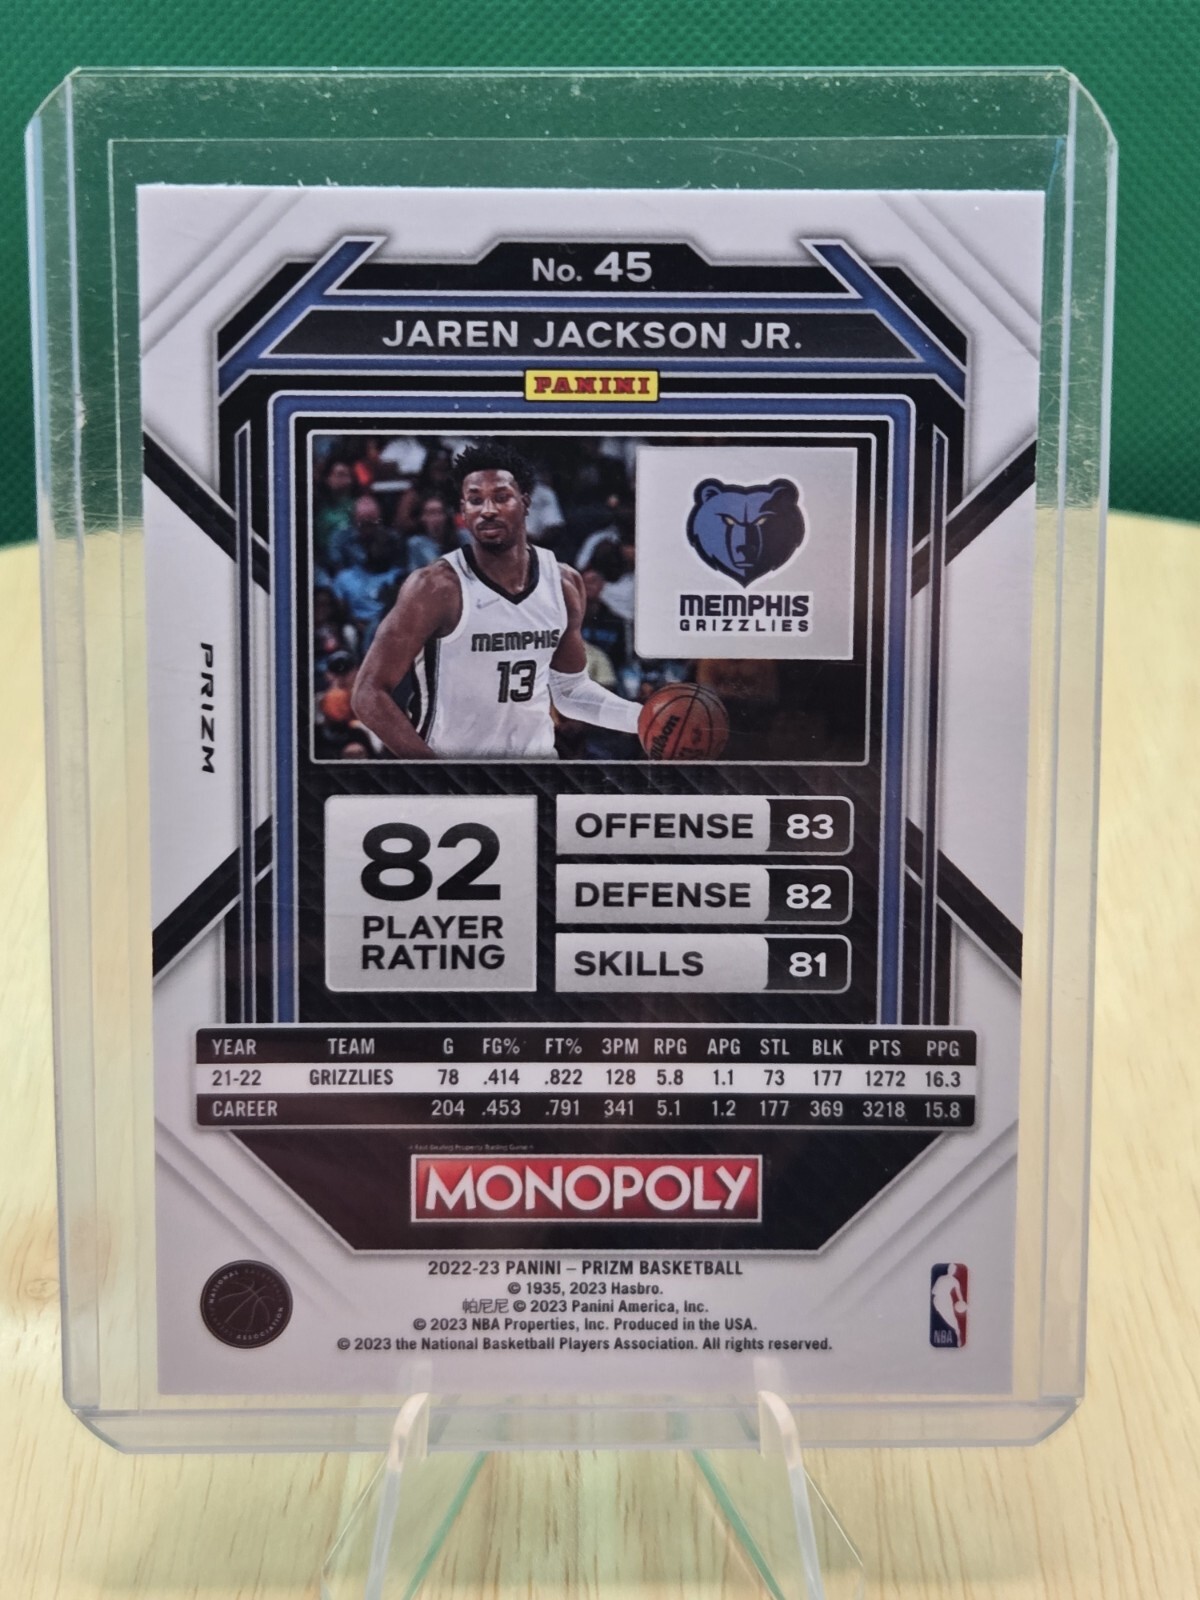 No. 45
JAREN JACKSON JR.
PANINI
MEMPHIS
13
Wilson
MEMPHIS
GRIZZLIES
PRIZM
82
PLAYER
RATING
OFFENSE 83
DEFENSE 82
SKILLS 81
YEAR TEAM G FG% FT% 3PM RPG APG STL BLK PTS PPG
21-22 GRIZZLIES 78 .414 .822 128 5.8 1.1 73 177 1272 16.3
CAREER 204 .453 .791 341 5.1 1.2 177 369 3218 15.8
MONOPOLY
2022-23 PANINI – PRIZM BASKETBALL
© 1935, 2023 Hasbro.
帕尼尼 © 2023 Panini America, Inc.
© 2023 NBA Properties, Inc. Produced in the USA.
© 2023 the National Basketball Players Association. All rights reserved.
NATIONAL BASKETBALL PLAYERS ASSOCIATION
NBA